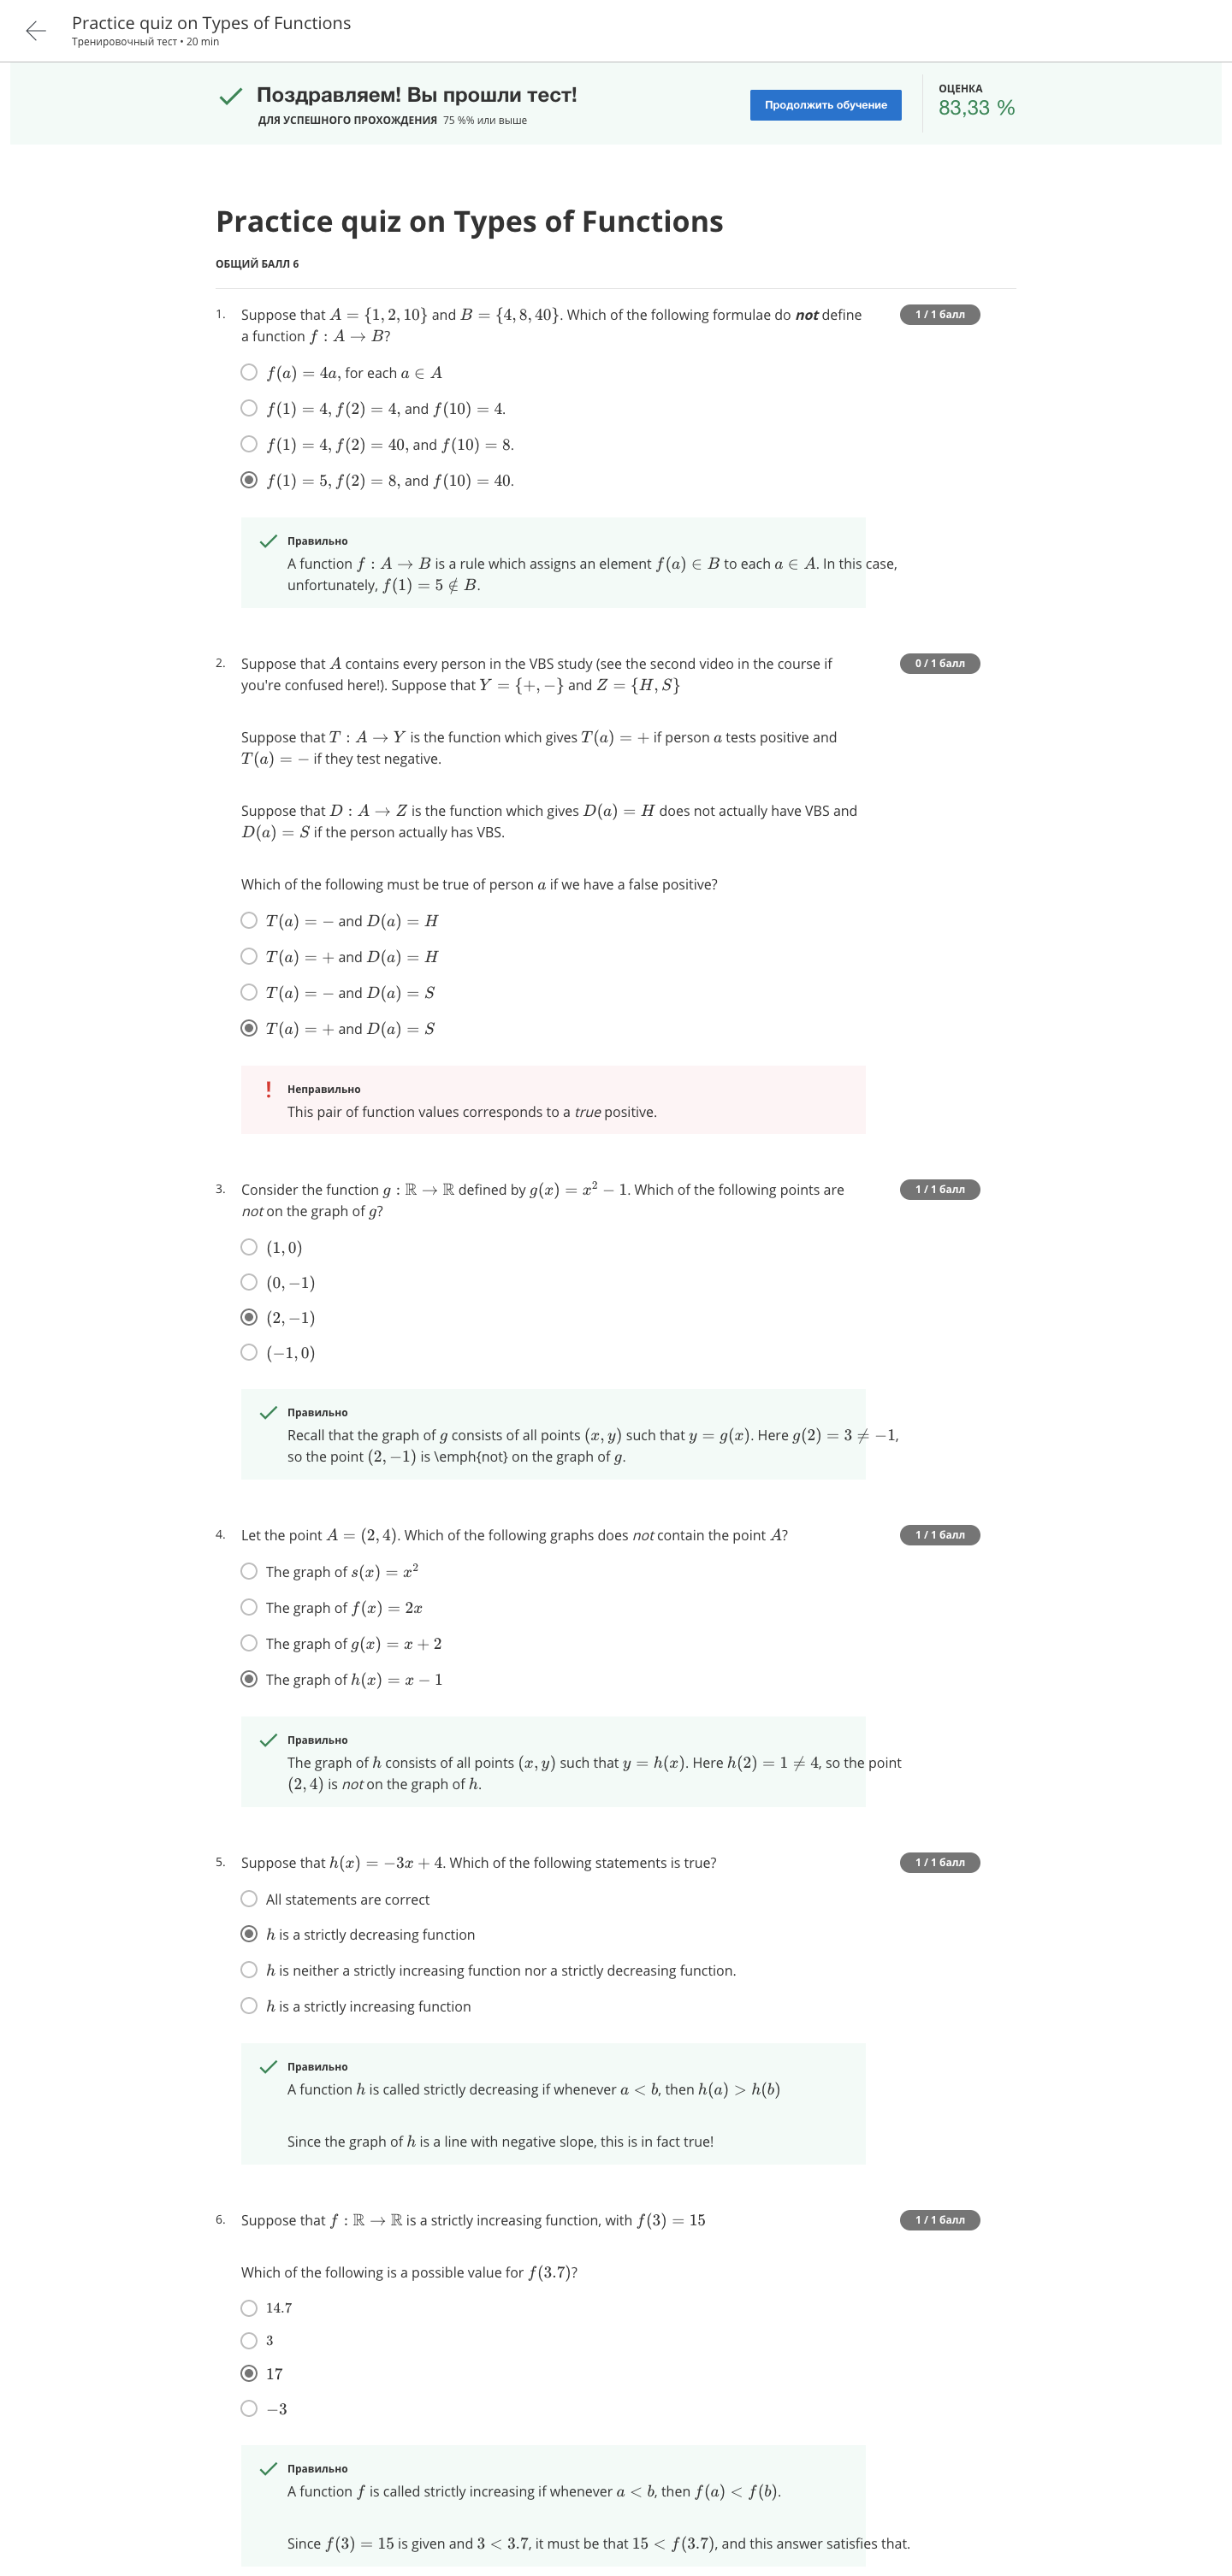 Practice quiz on Types of Functions
Тренировочный тест • 20 min
Поздравляем! Вы прошли тест!
ДЛЯ УСПЕШНОГО ПРОХОЖДЕНИЯ 75 %% или выше
Продолжить обучение
ОЦЕНКА
83,33 %
Practice quiz on Types of Functions
ОБЩИЙ БАЛЛ 6
1. Suppose that A = {1, 2, 10} and B = {4, 8, 40}. Which of the following formulae do not define
a function f : A → B?
1 / 1 балл
f(a) = 4a, for each a ∈ A
f(1) = 4, f(2) = 4, and f(10) = 4.
f(1) = 4, f(2) = 40, and f(10) = 8.
f(1) = 5, f(2) = 8, and f(10) = 40.
Правильно
A function f : A → B is a rule which assigns an element f(a) ∈ B to each a ∈ A. In this case,
unfortunately, f(1) = 5 ∉ B.
2. Suppose that A contains every person in the VBS study (see the second video in the course if
you're confused here!). Suppose that Y = {+, −} and Z = {H, S}
0 / 1 балл
Suppose that T : A → Y is the function which gives T(a) = + if person a tests positive and
T(a) = − if they test negative.
Suppose that D : A → Z is the function which gives D(a) = H does not actually have VBS and
D(a) = S if the person actually has VBS.
Which of the following must be true of person a if we have a false positive?
T(a) = − and D(a) = H
T(a) = + and D(a) = H
T(a) = − and D(a) = S
T(a) = + and D(a) = S
Неправильно
This pair of function values corresponds to a true positive.
3. Consider the function g : ℝ → ℝ defined by g(x) = x² − 1. Which of the following points are
not on the graph of g?
1 / 1 балл
(1, 0)
(0, −1)
(2, −1)
(−1, 0)
Правильно
Recall that the graph of g consists of all points (x, y) such that y = g(x). Here g(2) = 3 ≠ −1,
so the point (2, −1) is \emph{not} on the graph of g.
4. Let the point A = (2, 4). Which of the following graphs does not contain the point A?
1 / 1 балл
The graph of s(x) = x²
The graph of f(x) = 2x
The graph of g(x) = x + 2
The graph of h(x) = x − 1
Правильно
The graph of h consists of all points (x, y) such that y = h(x). Here h(2) = 1 ≠ 4, so the point
(2, 4) is not on the graph of h.
5. Suppose that h(x) = −3x + 4. Which of the following statements is true?
1 / 1 балл
All statements are correct
h is a strictly decreasing function
h is neither a strictly increasing function nor a strictly decreasing function.
h is a strictly increasing function
Правильно
A function h is called strictly decreasing if whenever a < b, then h(a) > h(b)
Since the graph of h is a line with negative slope, this is in fact true!
6. Suppose that f : ℝ → ℝ is a strictly increasing function, with f(3) = 15
1 / 1 балл
Which of the following is a possible value for f(3.7)?
14.7
3
17
−3
Правильно
A function f is called strictly increasing if whenever a < b, then f(a) < f(b).
Since f(3) = 15 is given and 3 < 3.7, it must be that 15 < f(3.7), and this answer satisfies that.